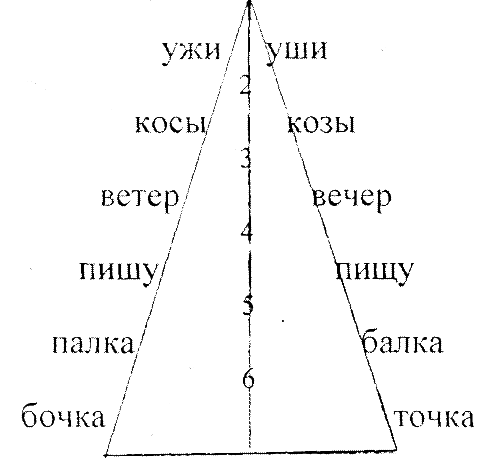 ужи уши
2
косы козы
3
ветер вечер
4
пишу пищу
5
палка балка
6
бочка точка